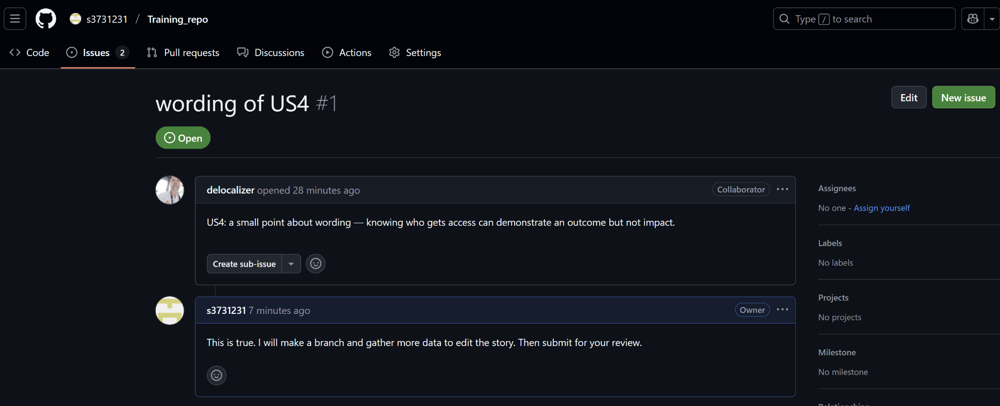 s3731231 / Training_repo
Type / to search
Code
Issues 2
Pull requests
Discussions
Actions
Settings
wording of US4 #1
Edit
New issue
Open
delocalizer opened 28 minutes ago
Collaborator
US4: a small point about wording — knowing who gets access can demonstrate an outcome but not impact.
Create sub-issue
s3731231 7 minutes ago
Owner
This is true. I will make a branch and gather more data to edit the story. Then submit for your review.
Assignees
No one - Assign yourself
Labels
No labels
Projects
No projects
Milestone
No milestone